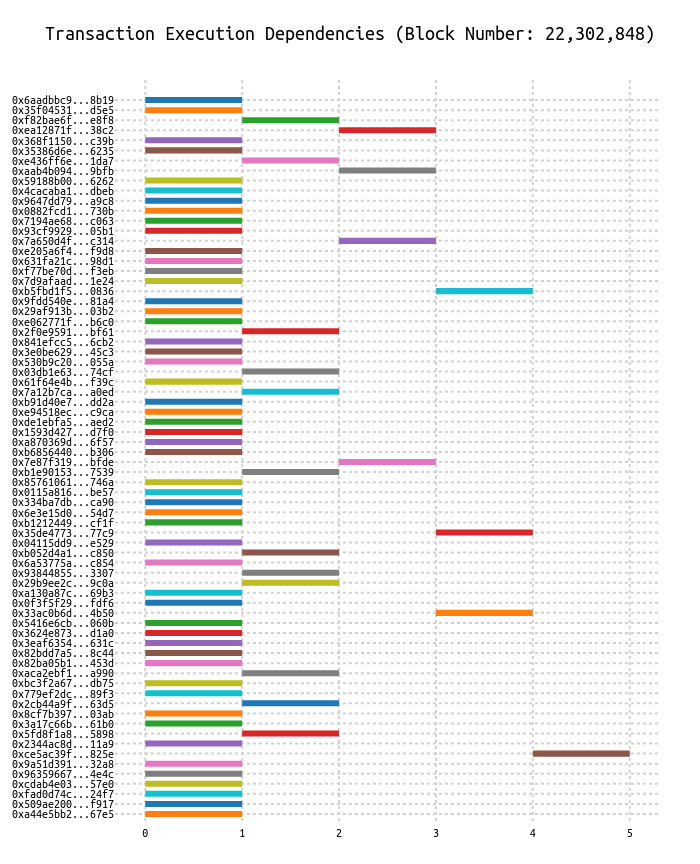 Transaction Execution Dependencies (Block Number: 22,302,848)
0x6aadbbc9...8b19
0x35f04531...d5e5
0xf82bae6f...e8f8
0xea12871f...38c2
0x368f1150...c39b
0x35386d6e...6235
0xe436ff6e...1da7
0xaab4b094...9bfb
0x59188b00...6262
0x4cacaba1...dbeb
0x9647dd79...a9c8
0x0882fcd1...730b
0x7194ae68...c063
0x93cf9929...05b1
0x7a650d4f...c314
0xe205a6f4...f9d8
0x631fa21c...98d1
0xf77be70d...f3eb
0x7d9afaad...1e24
0xb5fbd1f5...0836
0x9fdd540e...81a4
0x29af913b...03b2
0xe062771f...b6c0
0x2f0e9591...bf61
0x841efcc5...6cb2
0x3e0be629...45c3
0x530b9c20...055a
0x03db1e63...74cf
0x61f64e4b...f39c
0x7a12b7ca...a0ed
0xb91d40e7...dd2a
0xe94518ec...c9ca
0xde1ebfa5...aed2
0x1593d427...d7f0
0xa870369d...6f57
0xb6856440...b306
0x7e87f319...bfde
0xb1e90153...7539
0x85761061...746a
0x0115a816...be57
0x334ba7db...ca90
0x6e3e15d0...54d7
0xb1212449...cf1f
0x35de4773...77c9
0x04115dd9...e529
0xb052d4a1...c850
0x6a53775a...c854
0x93844855...3307
0x29b9ee2c...9c0a
0xa130a87c...69b3
0x0f3f5f29...fdf6
0x33ac0b6d...4b50
0x5416e6cb...060b
0x3624e873...d1a0
0x3eaf6354...631c
0x82bdd7a5...8c44
0x82ba05b1...453d
0xaca2ebf1...a990
0xbc3f2a67...db75
0x779ef2dc...89f3
0x2cb44a9f...63d5
0x8cf7b397...03ab
0x3a17c66b...61b0
0x5fd8f1a8...5898
0x2344ac8d...11a9
0xce5ac39f...825e
0x9a51d391...32a8
0x96359667...4e4c
0xcdab4e03...57e0
0xfad0d74c...24f7
0x509ae200...f917
0xa44e5bb2...67e5
0 1 2 3 4 5